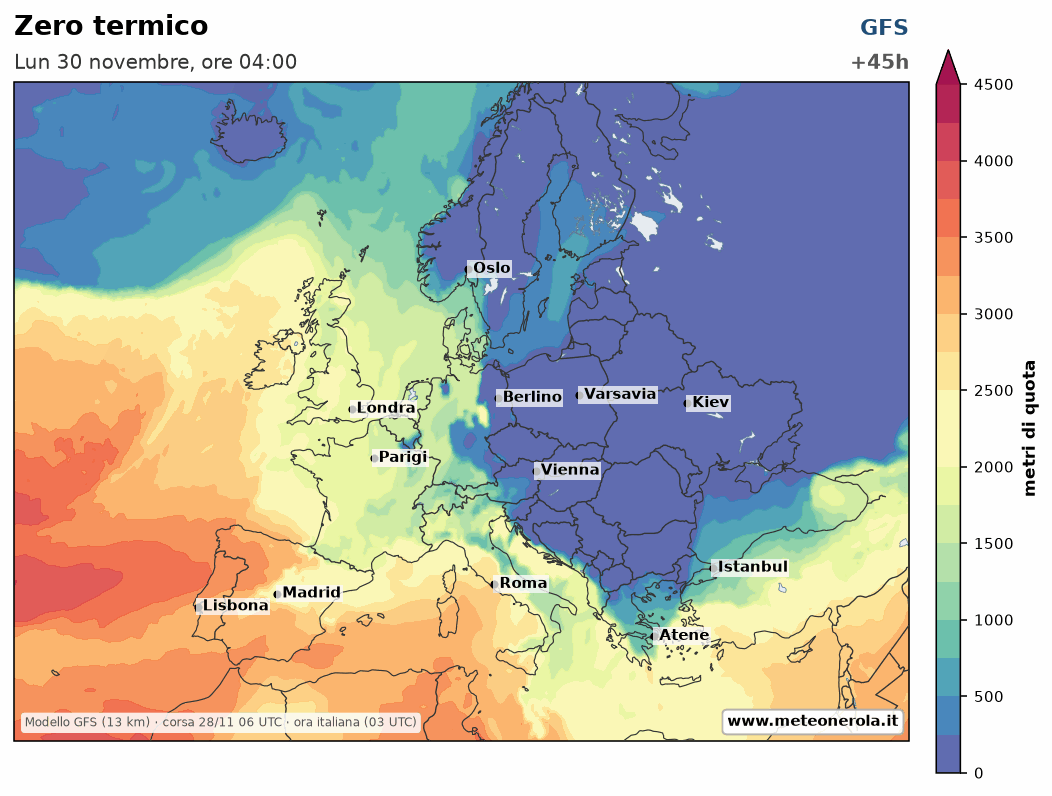 Zero termico
GFS
Lun 30 novembre, ore 04:00
+45h
4500
4000
3500
3000
2500
2000
1500
1000
500
0
metri di quota
Oslo
Berlino
Varsavia
Kiev
Londra
Parigi
Vienna
Istanbul
Roma
Madrid
Lisbona
Atene
Modello GFS (13 km) · corsa 28/11 06 UTC · ora italiana (03 UTC)
www.meteonerola.it